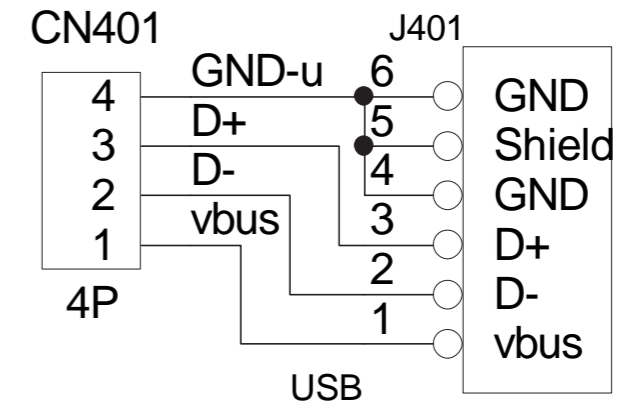 CN401
J401
4 GND-u 6 GND
3 D+ 5 Shield
2 D- 4 GND
1 vbus 3 D+
4P 2 D-
1 vbus
USB